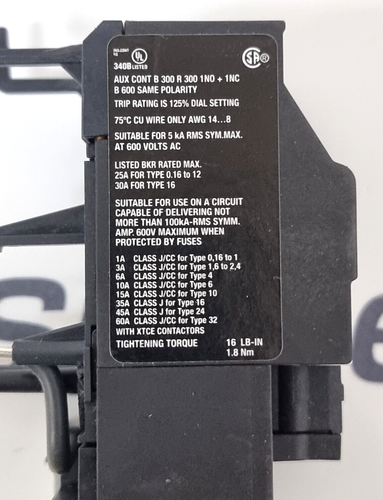 UL
340B LISTED
SA
AUX CONT B 300 R 300 1NO + 1NC
B 600 SAME POLARITY
TRIP RATING IS 125% DIAL SETTING
75°C CU WIRE ONLY AWG 14...8
SUITABLE FOR 5 kA RMS SYM.MAX.
AT 600 VOLTS AC
LISTED BKR RATED MAX.
25A FOR TYPE 0.16 to 12
30A FOR TYPE 16
SUITABLE FOR USE ON A CIRCUIT
CAPABLE OF DELIVERING NOT
MORE THAN 100kA-RMS SYMM.
AMP. 600V MAXIMUM WHEN
PROTECTED BY FUSES
1A CLASS J/CC for Type 0,16 to 1
3A CLASS J/CC for Type 1,6 to 2,4
6A CLASS J/CC for Type 4
10A CLASS J/CC for Type 6
15A CLASS J/CC for Type 10
35A CLASS J for Type 16
45A CLASS J for Type 24
60A CLASS J/CC for Type 32
WITH XTCE CONTACTORS
TIGHTENING TORQUE 16 LB-IN
1.8 Nm